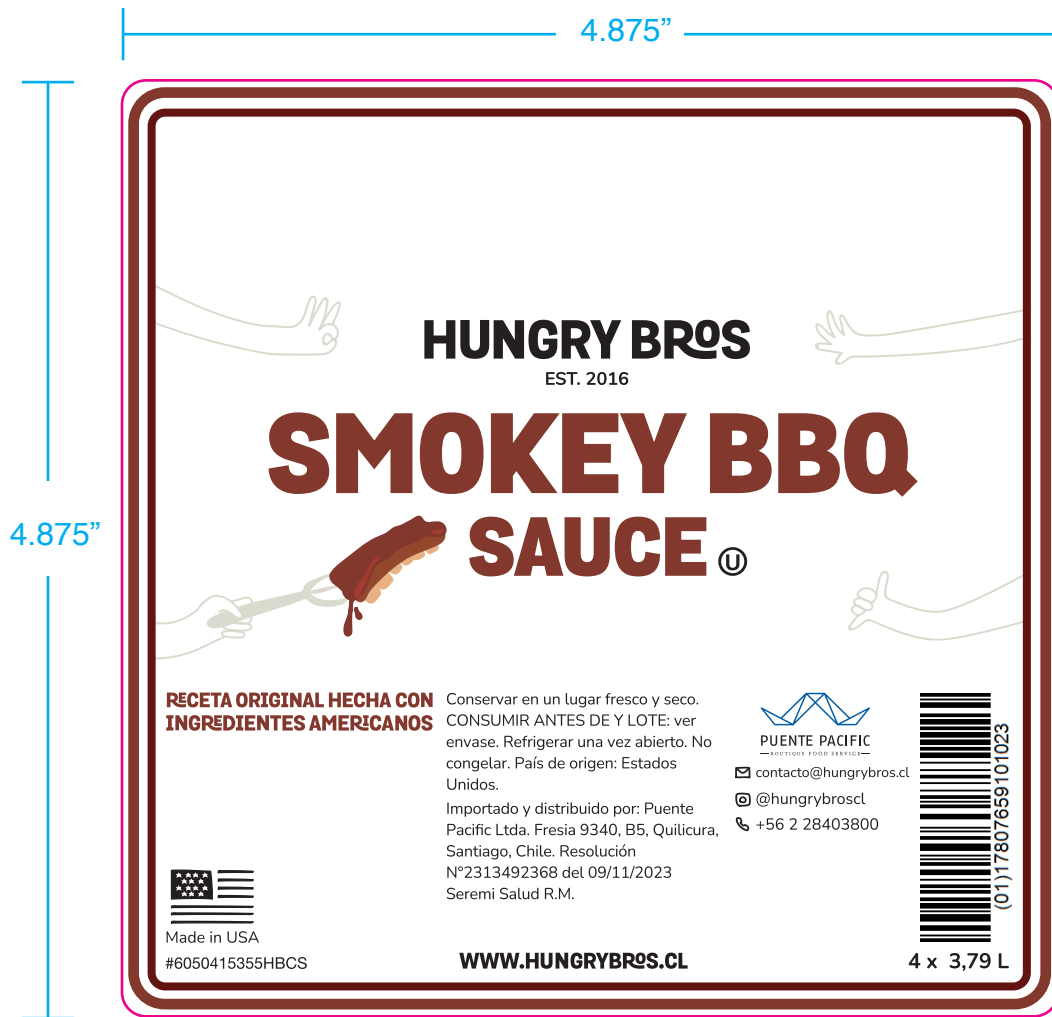 4.875”
4.875”
HUNGRY BROS
EST. 2016
SMOKEY BBQ
SAUCE Ⓤ
RECETA ORIGINAL HECHA CON
INGREDIENTES AMERICANOS
Conservar en un lugar fresco y seco.
CONSUMIR ANTES DE Y LOTE: ver
envase. Refrigerar una vez abierto. No
congelar. País de origen: Estados
Unidos.
Importado y distribuido por: Puente
Pacific Ltda. Fresia 9340, B5, Quilicura,
Santiago, Chile. Resolución
N°2313492368 del 09/11/2023
Seremi Salud R.M.
PUENTE PACIFIC
BOUTIQUE FOOD SERVICE
contacto@hungrybros.cl
@hungrybroscl
+56 2 28403800
(01)17807659101023
Made in USA
#6050415355HBCS
WWW.HUNGRYBROS.CL
4 x 3,79 L